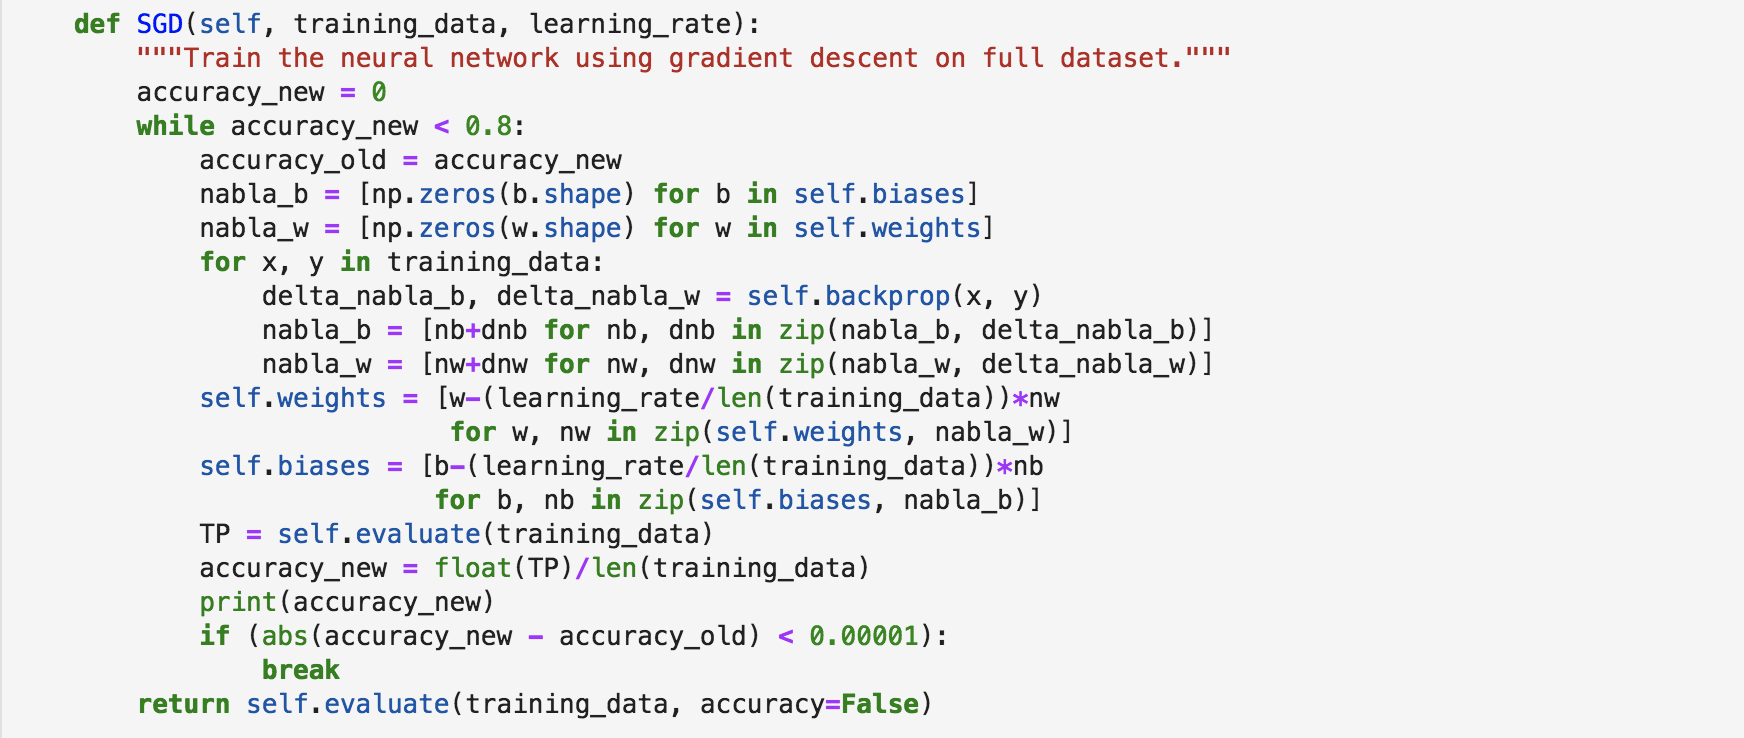 def SGD(self, training_data, learning_rate):
"""Train the neural network using gradient descent on full dataset."""
accuracy_new = 0
while accuracy_new < 0.8:
accuracy_old = accuracy_new
nabla_b = [np.zeros(b.shape) for b in self.biases]
nabla_w = [np.zeros(w.shape) for w in self.weights]
for x, y in training_data:
delta_nabla_b, delta_nabla_w = self.backprop(x, y)
nabla_b = [nb+dnb for nb, dnb in zip(nabla_b, delta_nabla_b)]
nabla_w = [nw+dnw for nw, dnw in zip(nabla_w, delta_nabla_w)]
self.weights = [w-(learning_rate/len(training_data))*nw
for w, nw in zip(self.weights, nabla_w)]
self.biases = [b-(learning_rate/len(training_data))*nb
for b, nb in zip(self.biases, nabla_b)]
TP = self.evaluate(training_data)
accuracy_new = float(TP)/len(training_data)
print(accuracy_new)
if (abs(accuracy_new - accuracy_old) < 0.00001):
break
return self.evaluate(training_data, accuracy=False)